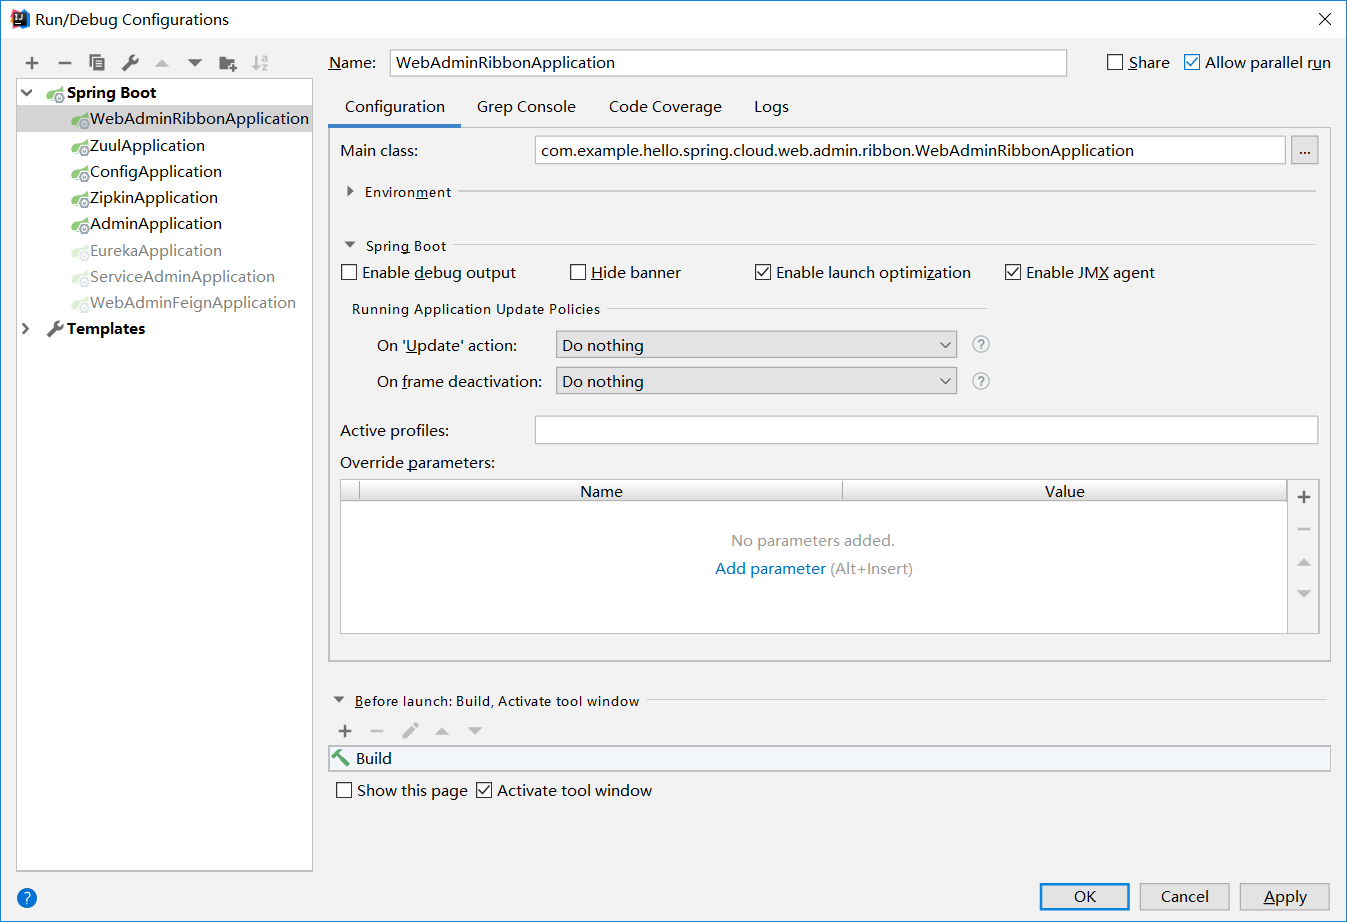 Run/Debug Configurations
Name: WebAdminRibbonApplication Share Allow parallel run
Spring Boot
WebAdminRibbonApplication
ZuulApplication
ConfigApplication
ZipkinApplication
AdminApplication
EurekaApplication
ServiceAdminApplication
WebAdminFeignApplication
Templates
Configuration Grep Console Code Coverage Logs
Main class: com.example.hello.spring.cloud.web.admin.ribbon.WebAdminRibbonApplication ...
Environment
Spring Boot
Enable debug output Hide banner Enable launch optimization Enable JMX agent
Running Application Update Policies
On 'Update' action: Do nothing ?
On frame deactivation: Do nothing ?
Active profiles:
Override parameters:
Name Value
No parameters added.
Add parameter (Alt+Insert)
Before launch: Build, Activate tool window
Build
Show this page Activate tool window
? OK Cancel Apply